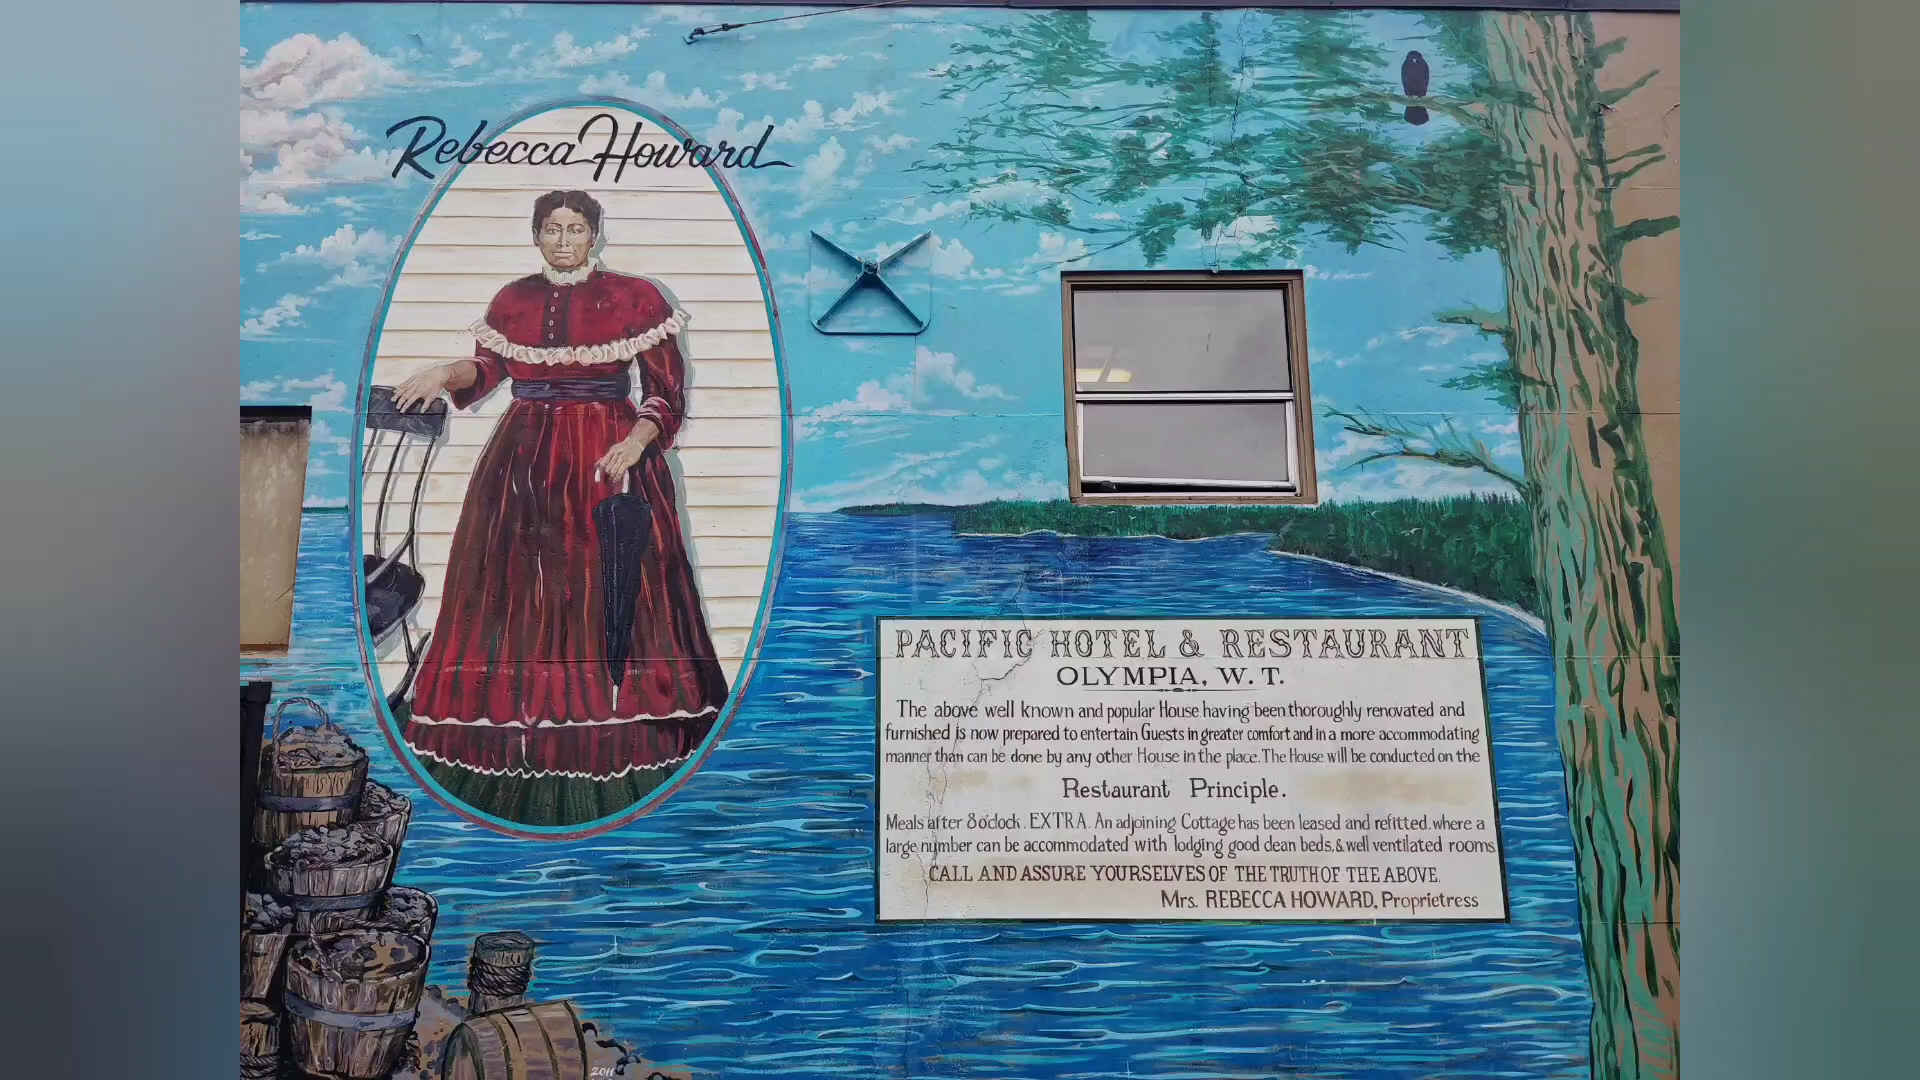 Rebecca Howard
PACIFIC HOTEL & RESTAURANT
OLYMPIA, W. T.
The above well known and popular House having been thoroughly renovated and
furnished is now prepared to entertain Guests in greater comfort and in a more accommodating
manner than can be done by any other House in the place. The House will be conducted on the
Restaurant Principle.
Meals after 8 o'clock. EXTRA. An adjoining Cottage has been leased and refitted, where a
large number can be accommodated with lodging good clean beds, & well ventilated rooms
CALL AND ASSURE YOURSELVES OF THE TRUTH OF THE ABOVE.
Mrs. REBECCA HOWARD, Proprietress
2011